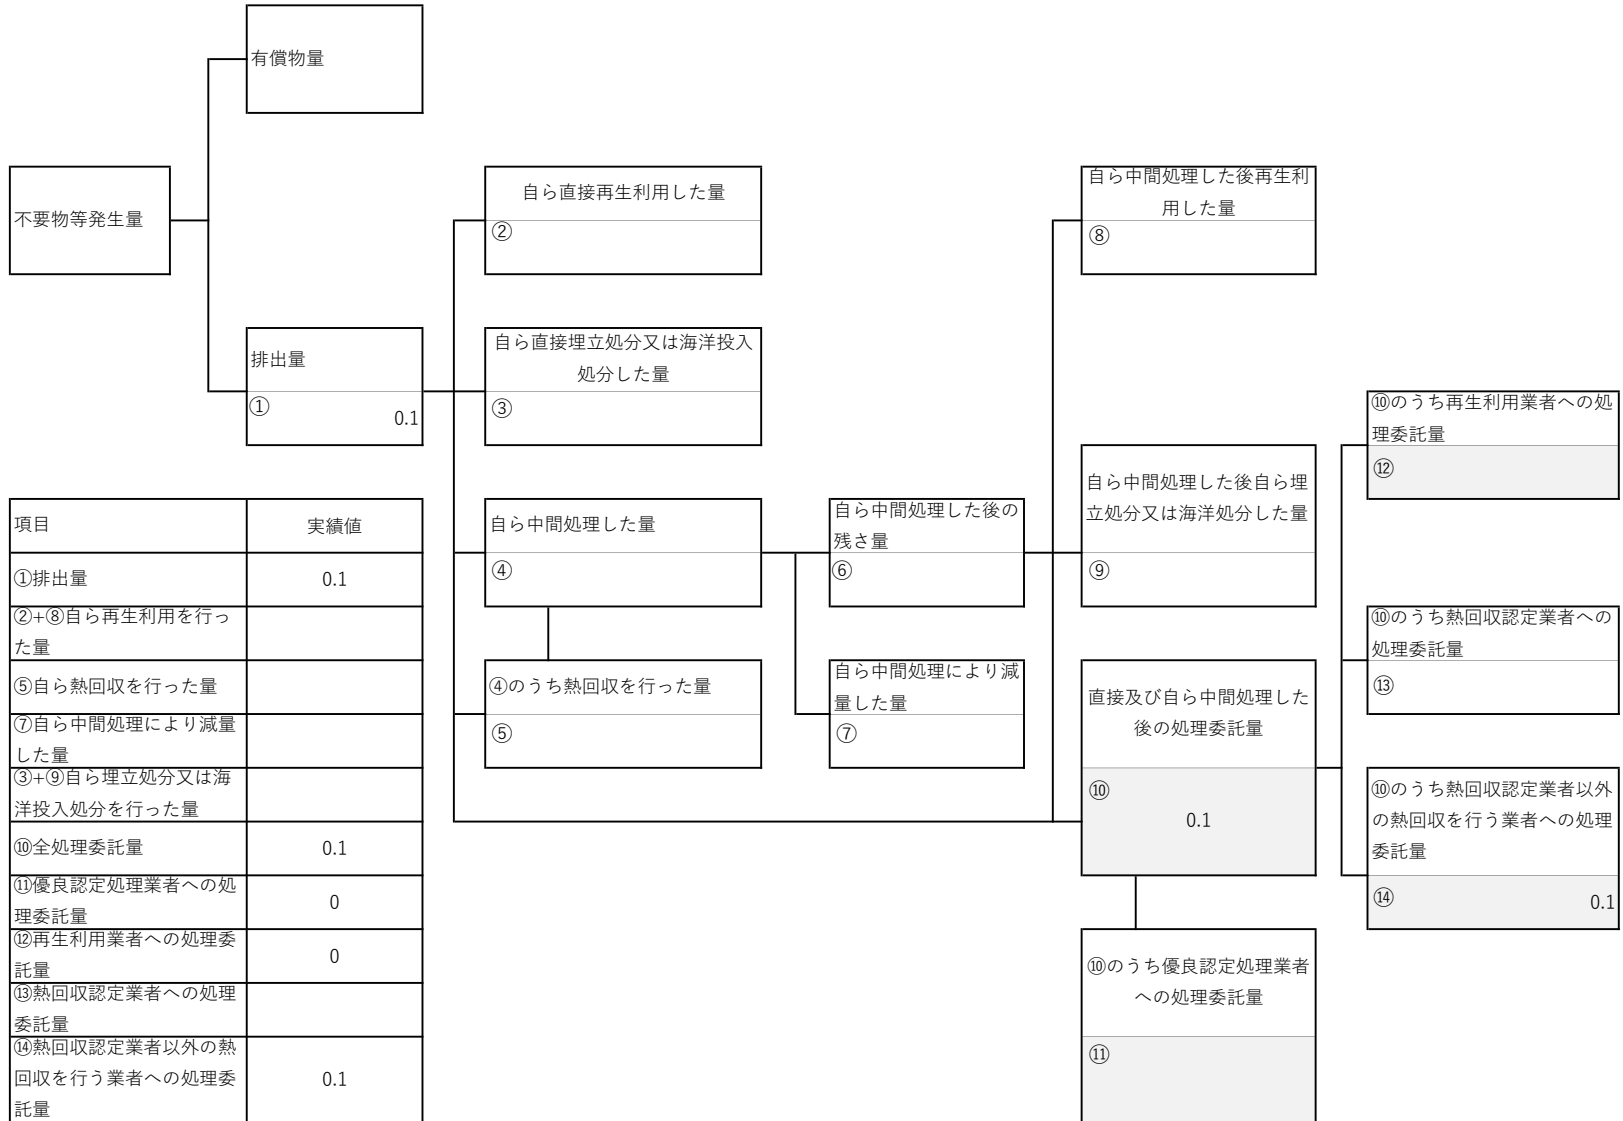 有償物量
不要物等発生量
自ら直接再生利用した量
②
自ら中間処理した後再生利
用した量
⑧
排出量
①
0.1
自ら直接埋立処分又は海洋投入
処分した量
③
⑩のうち再生利用業者への処
理委託量
⑫
自ら中間処理した量
④
自ら中間処理した後の
残さ量
⑥
自ら中間処理した後自ら埋
立処分又は海洋処分した量
⑨
④のうち熱回収を行った量
⑤
自ら中間処理により減
量した量
⑦
直接及び自ら中間処理した
後の処理委託量
⑩
0.1
⑩のうち熱回収認定業者への
処理委託量
⑬
⑩のうち熱回収認定業者以外
の熱回収を行う業者への処理
委託量
⑭
0.1
⑩のうち優良認定処理業者
への処理委託量
⑪
項目 実績値
①排出量 0.1
②+⑧自ら再生利用を行っ
た量
⑤自ら熱回収を行った量
⑦自ら中間処理により減量
した量
③+⑨自ら埋立処分又は海
洋投入処分を行った量
⑩全処理委託量 0.1
⑪優良認定処理業者への処
理委託量 0
⑫再生利用業者への処理委
託量 0
⑬熱回収認定業者への処理
委託量
⑭熱回収認定業者以外の熱
回収を行う業者への処理委 0.1
託量